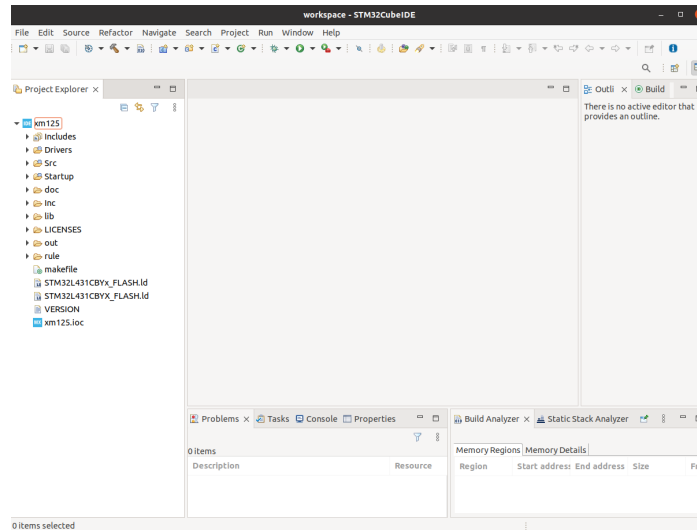 workspace - STM32CubeIDE
File Edit Source Refactor Navigate Search Project Run Window Help
Project Explorer
Outli
Build
There is no active editor that
provides an outline.
xm125
Includes
Drivers
Src
Startup
doc
Inc
lib
LICENSES
out
rule
makefile
STM32L431CBYx_FLASH.ld
STM32L431CBYX_FLASH.ld
VERSION
xm125.ioc
Problems Tasks Console Properties
Build Analyzer Static Stack Analyzer
0 items
Memory Regions Memory Details
Description Resource
Region Start address End address Size
0 items selected